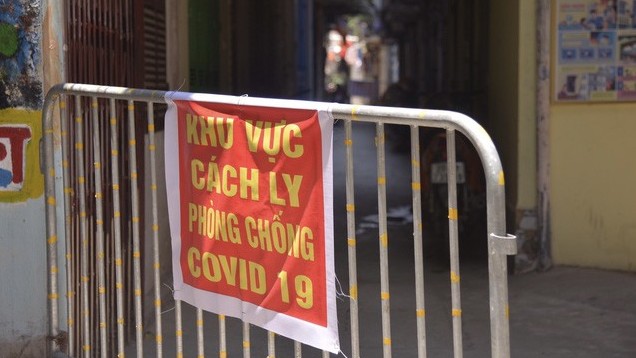 KHU VỰC
CÁCH LY
PHÒNG CHỐNG
COVID 19